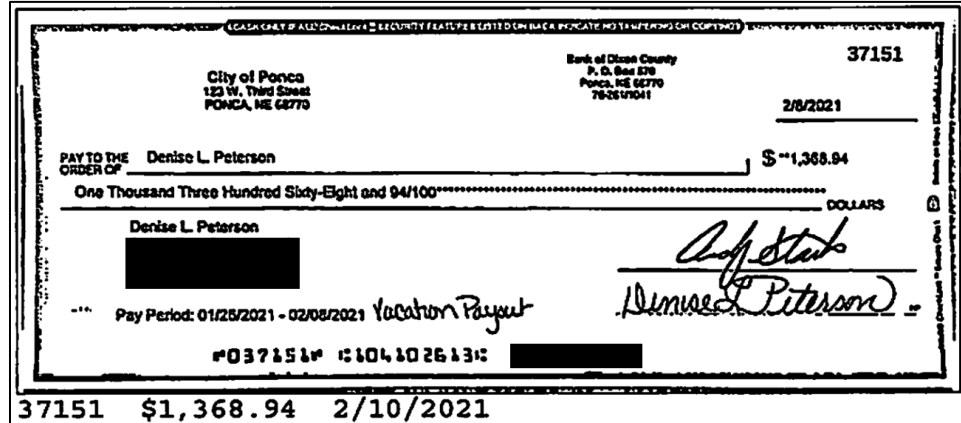 37151
City of Ponca
123 W. Third Street
PONCA, NE 68770
Bank of Dixon County
P. O. Box 570
Ponca, NE 68770
76-261/1041
2/8/2021
PAY TO THE ORDER OF Denise L. Peterson $ **1,368.94
One Thousand Three Hundred Sixty-Eight and 94/100**************** DOLLARS
Denise L. Peterson
Andy Stark
Pay Period: 01/25/2021 - 02/08/2021 Vacation Payout
Denise L Peterson
⑈037151⑈ ⑆104102613⑆
37151 $1,368.94 2/10/2021